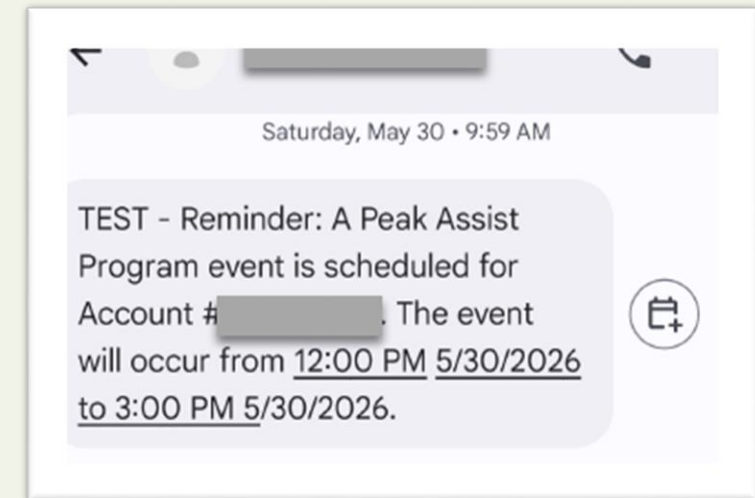 Saturday, May 30 • 9:59 AM
TEST - Reminder: A Peak Assist
Program event is scheduled for
Account #. The event
will occur from 12:00 PM 5/30/2026
to 3:00 PM 5/30/2026.